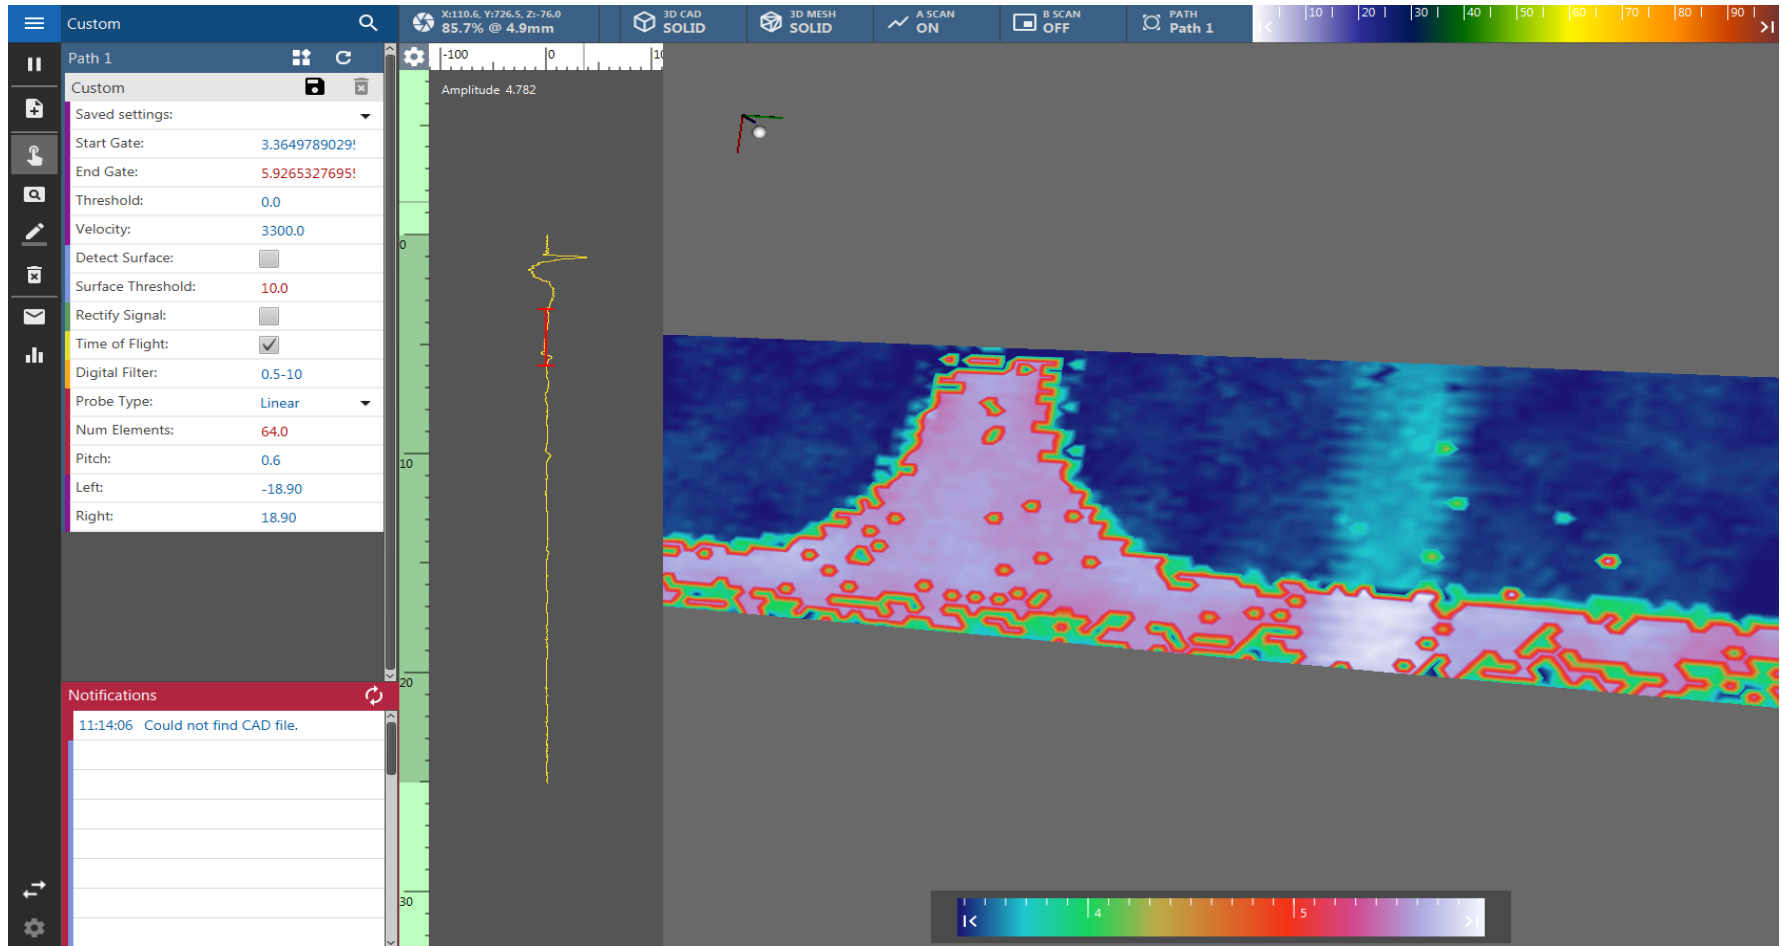 Custom
X:110.6, Y:726.5, Z:-76.0
85.7% @ 4.9mm
3D CAD
SOLID
3D MESH
SOLID
A SCAN
ON
B SCAN
OFF
PATH
Path 1
10 20 30 40 50 60 70 80 90
Path 1
Custom
Saved settings:
Start Gate: 3.3649789029
End Gate: 5.9265327695
Threshold: 0.0
Velocity: 3300.0
Detect Surface:
Surface Threshold: 10.0
Rectify Signal:
Time of Flight:
Digital Filter: 0.5-10
Probe Type: Linear
Num Elements: 64.0
Pitch: 0.6
Left: -18.90
Right: 18.90
Notifications
11:14:06 Could not find CAD file.
-100 0 10
Amplitude 4.782
0
10
20
30
4 5